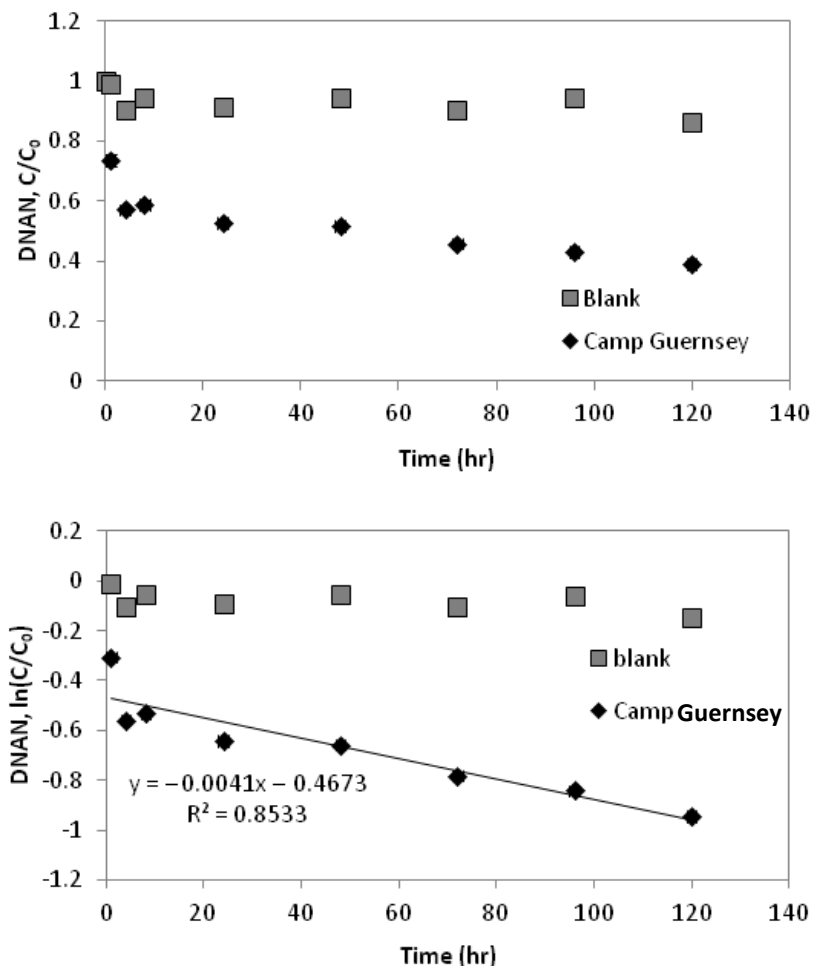 1.2
1
0.8
0.6
0.4
0.2
0
DNAN, C/C₀
Blank
Camp Guernsey
0 20 40 60 80 100 120 140
Time (hr)
0.2
0
-0.2
-0.4
-0.6
-0.8
-1
-1.2
DNAN, ln(C/C₀)
blank
Camp Guernsey
y = −0.0041x − 0.4673
R² = 0.8533
0 20 40 60 80 100 120 140
Time (hr)